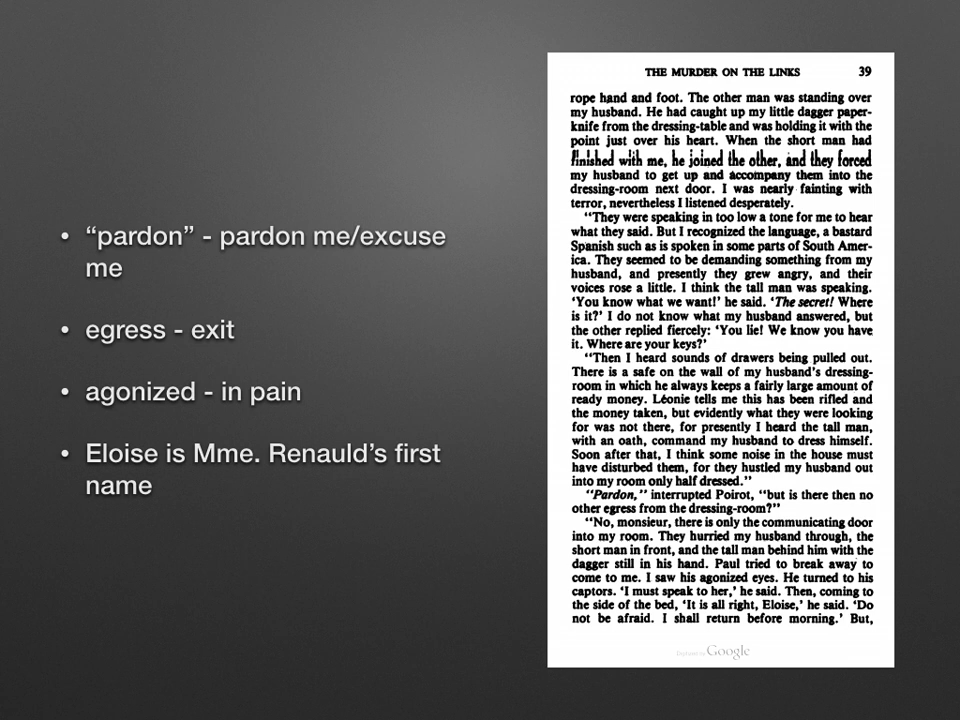 • “pardon” - pardon me/excuse
me
• egress - exit
• agonized - in pain
• Eloise is Mme. Renauld’s first
name
THE MURDER ON THE LINKS 39
rope hand and foot. The other man was standing over
my husband. He had caught up my little dagger paper-
knife from the dressing-table and was holding it with the
point just over his heart. When the short man had
finished with me, he joined the other, and they forced
my husband to get up and accompany them into the
dressing-room next door. I was nearly fainting with
terror, nevertheless I listened desperately.
“They were speaking in too low a tone for me to hear
what they said. But I recognized the language, a bastard
Spanish such as is spoken in some parts of South Amer-
ica. They seemed to be demanding something from my
husband, and presently they grew angry, and their
voices rose a little. I think the tall man was speaking.
‘You know what we want!’ he said. ‘The secret! Where
is it?’ I do not know what my husband answered, but
the other replied fiercely: ‘You lie! We know you have
it. Where are your keys?’
“Then I heard sounds of drawers being pulled out.
There is a safe on the wall of my husband’s dressing-
room in which he always keeps a fairly large amount of
ready money. Léonie tells me this has been rifled and
the money taken, but evidently what they were looking
for was not there, for presently I heard the tall man,
with an oath, command my husband to dress himself.
Soon after that, I think some noise in the house must
have disturbed them, for they hustled my husband out
into my room only half dressed.”
“Pardon,” interrupted Poirot, “but is there then no
other egress from the dressing-room?”
“No, monsieur, there is only the communicating door
into my room. They hurried my husband through, the
short man in front, and the tall man behind him with the
dagger still in his hand. Paul tried to break away to
come to me. I saw his agonized eyes. He turned to his
captors. ‘I must speak to her,’ he said. Then, coming to
the side of the bed, ‘It is all right, Eloise,’ he said. ‘Do
not be afraid. I shall return before morning.’ But,
Google